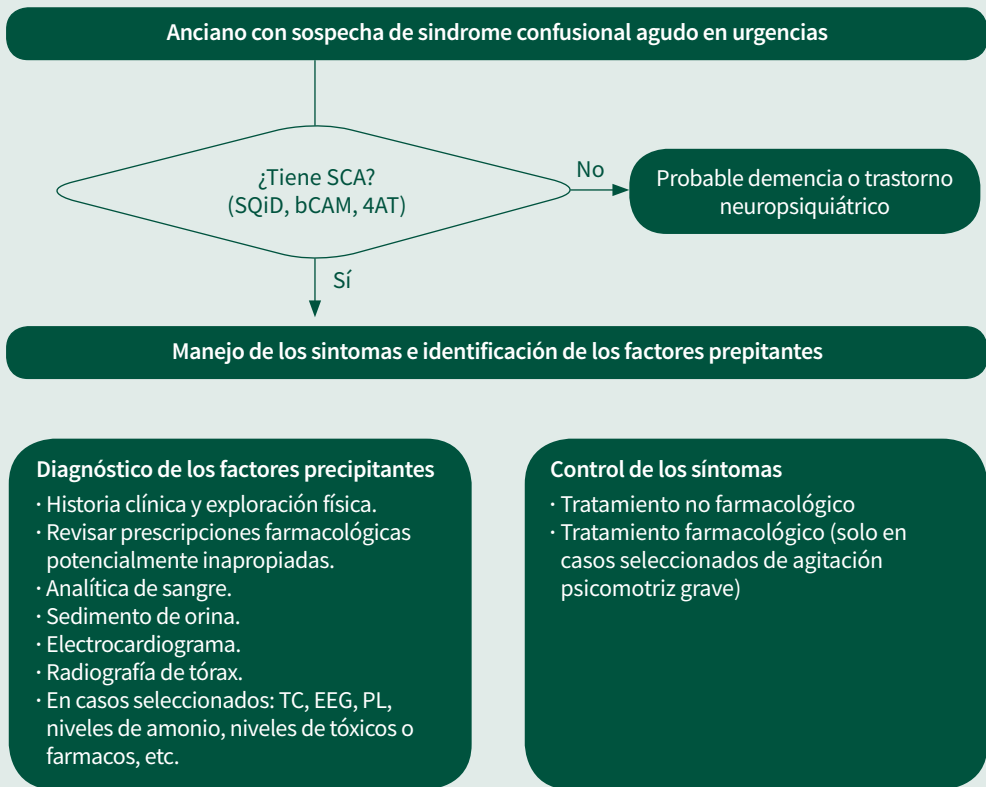 Anciano con sospecha de sindrome confusional agudo en urgencias
¿Tiene SCA?
(SQiD, bCAM, 4AT)
No
Probable demencia o trastorno
neuropsiquiátrico
Sí
Manejo de los sintomas e identificación de los factores prepitantes
Diagnóstico de los factores precipitantes
· Historia clínica y exploración física.
· Revisar prescripciones farmacológicas
potencialmente inapropiadas.
· Analítica de sangre.
· Sedimento de orina.
· Electrocardiograma.
· Radiografía de tórax.
· En casos seleccionados: TC, EEG, PL,
niveles de amonio, niveles de tóxicos o
farmacos, etc.
Control de los síntomas
· Tratamiento no farmacológico
· Tratamiento farmacológico (solo en
casos seleccionados de agitación
psicomotriz grave)